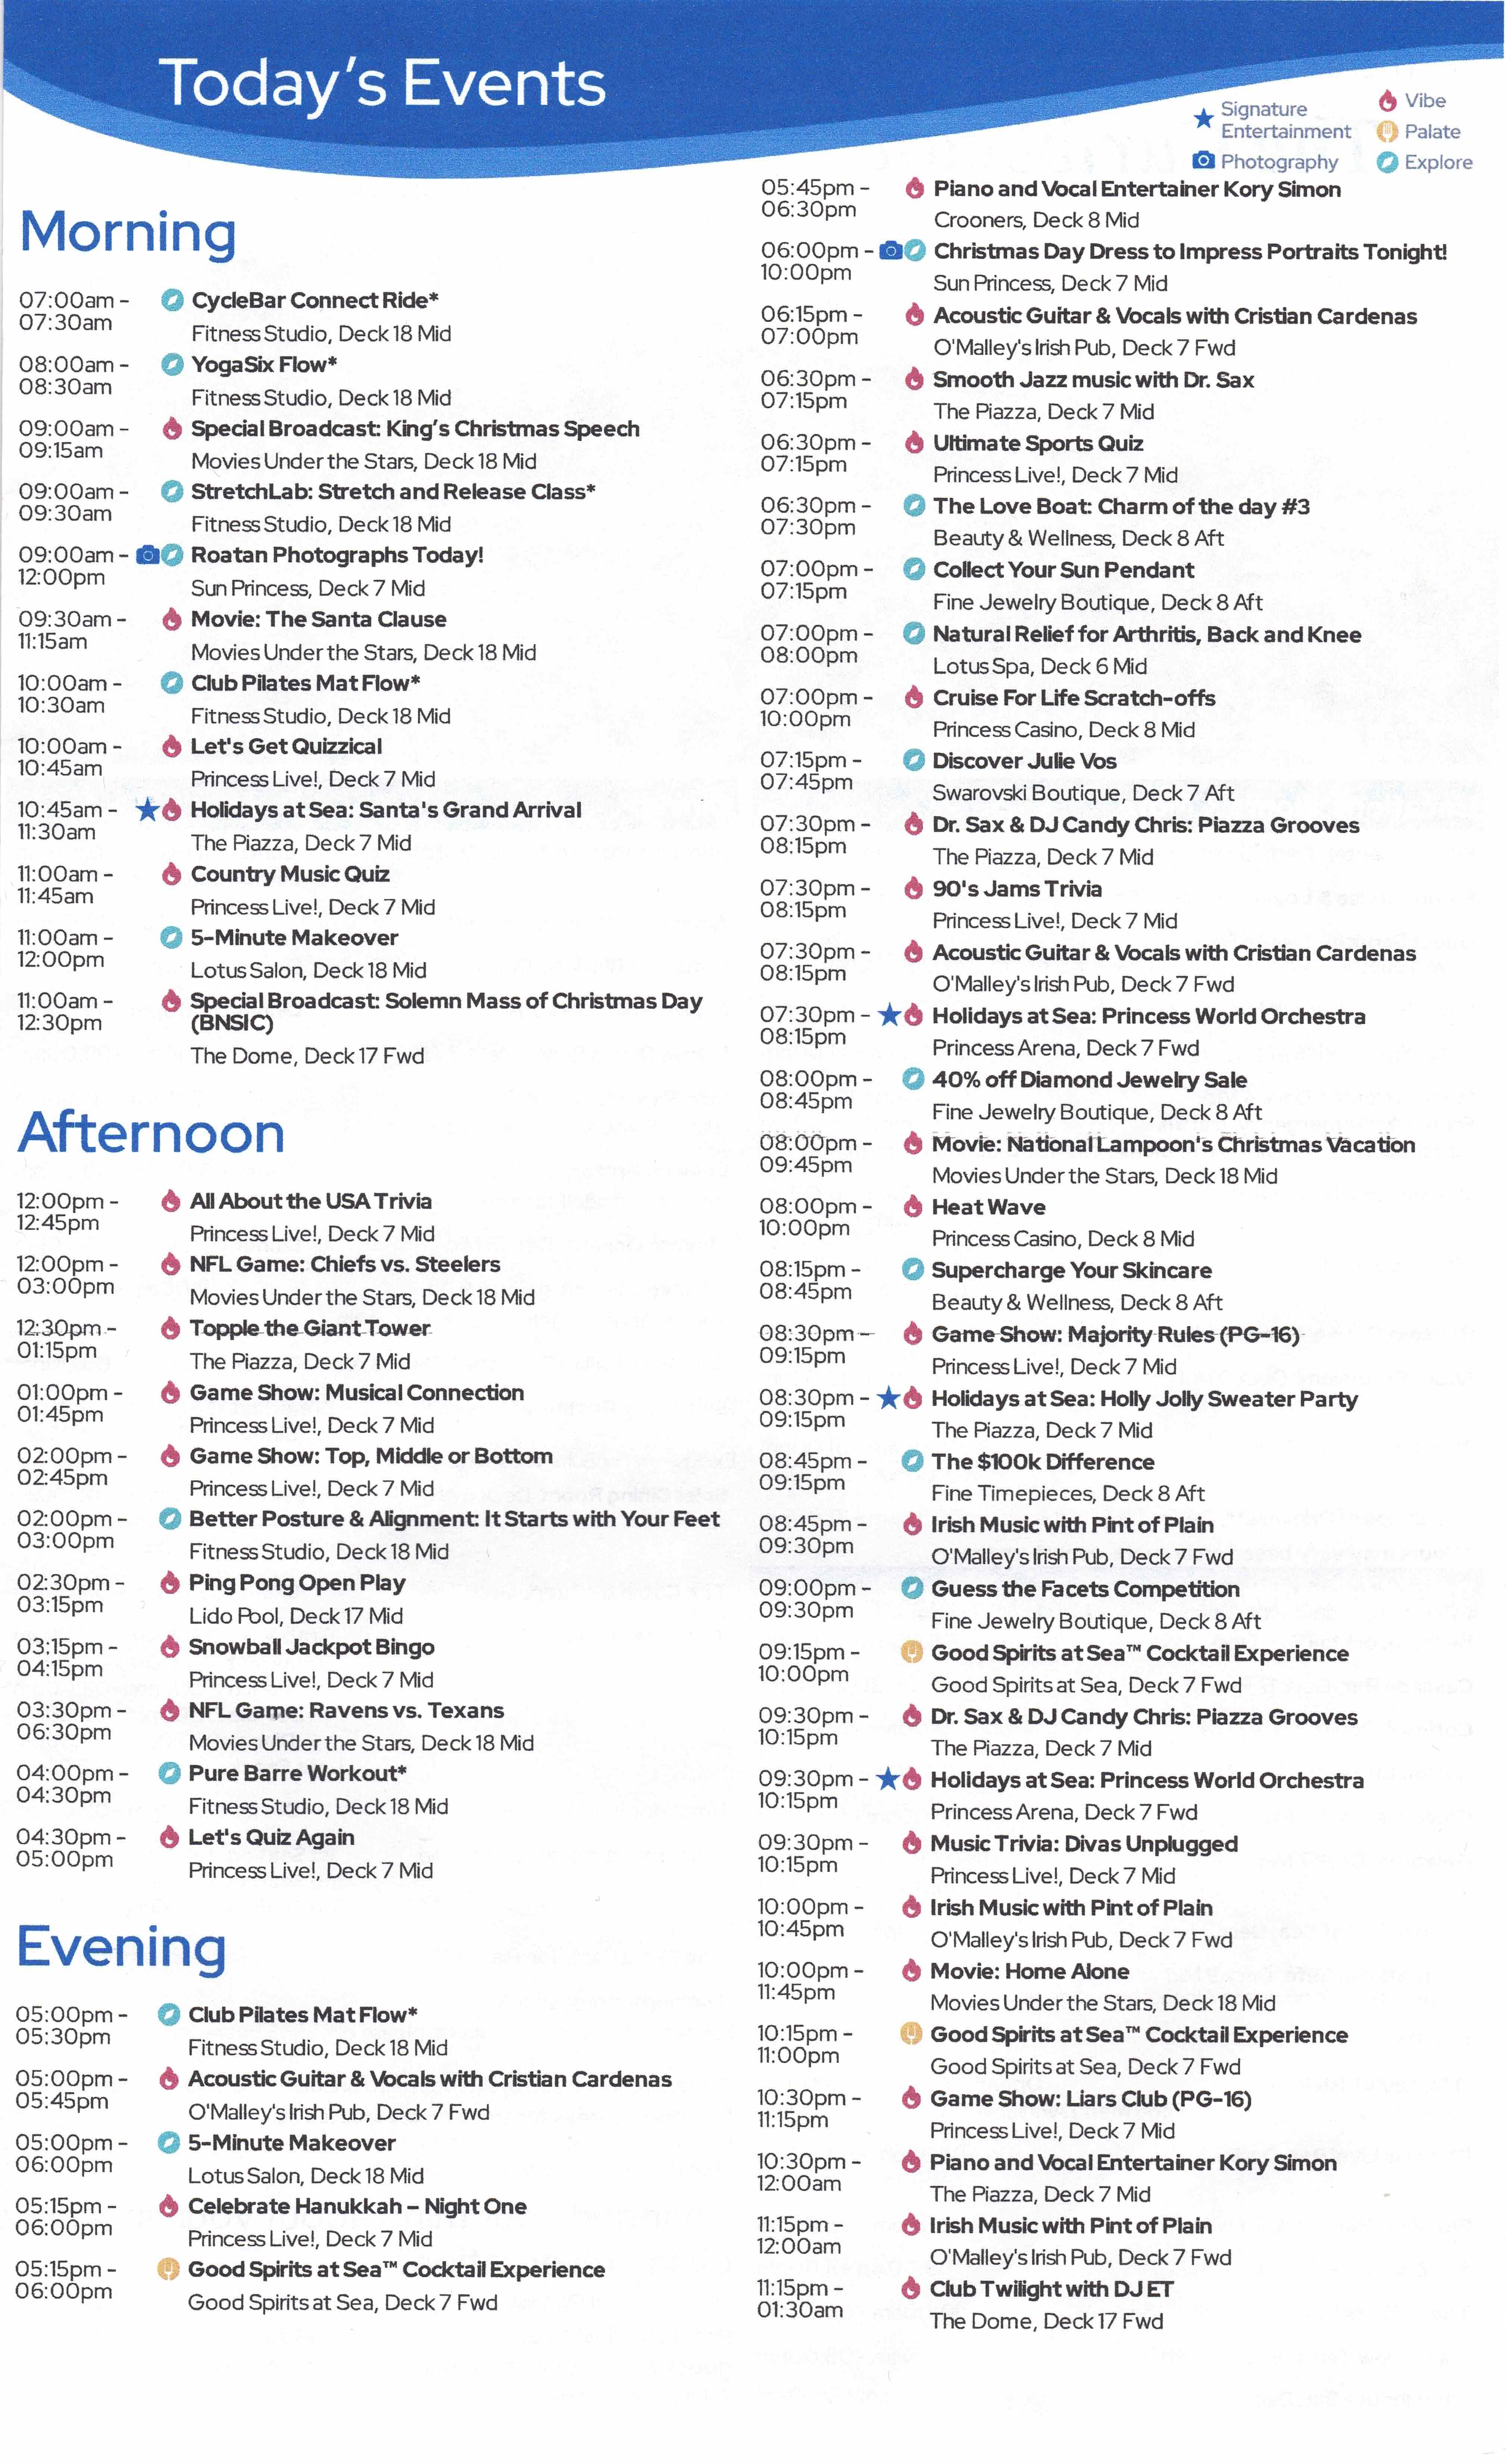 Today's Events
Signature
Entertainment
Photography
Vibe
Palate
Explore
Morning
07:00am -
07:30am
CycleBar Connect Ride*
Fitness Studio, Deck 18 Mid
08:00am -
08:30am
YogaSix Flow*
Fitness Studio, Deck 18 Mid
09:00am -
09:15am
Special Broadcast: King's Christmas Speech
Movies Under the Stars, Deck 18 Mid
09:00am -
09:30am
StretchLab: Stretch and Release Class*
Fitness Studio, Deck 18 Mid
09:00am -
12:00pm
Roatan Photographs Today!
Sun Princess, Deck 7 Mid
09:30am -
11:15am
Movie: The Santa Clause
Movies Under the Stars, Deck 18 Mid
10:00am -
10:30am
Club Pilates Mat Flow*
Fitness Studio, Deck 18 Mid
10:00am -
10:45am
Let's Get Quizzical
Princess Live!, Deck 7 Mid
10:45am -
11:30am
Holidays at Sea: Santa's Grand Arrival
The Piazza, Deck 7 Mid
11:00am -
11:45am
Country Music Quiz
Princess Live!, Deck 7 Mid
11:00am -
12:00pm
5-Minute Makeover
Lotus Salon, Deck 18 Mid
11:00am -
12:30pm
Special Broadcast: Solemn Mass of Christmas Day
(BNSIC)
The Dome, Deck 17 Fwd
Afternoon
12:00pm -
12:45pm
All About the USA Trivia
Princess Live!, Deck 7 Mid
12:00pm -
03:00pm
NFL Game: Chiefs vs. Steelers
Movies Under the Stars, Deck 18 Mid
12:30pm -
01:15pm
Topple the Giant Tower
The Piazza, Deck 7 Mid
01:00pm -
01:45pm
Game Show: Musical Connection
Princess Live!, Deck 7 Mid
02:00pm -
02:45pm
Game Show: Top, Middle or Bottom
Princess Live!, Deck 7 Mid
02:00pm -
03:00pm
Better Posture & Alignment: It Starts with Your Feet
Fitness Studio, Deck 18 Mid
02:30pm -
03:15pm
Ping Pong Open Play
Lido Pool, Deck 17 Mid
03:15pm -
04:15pm
Snowball Jackpot Bingo
Princess Live!, Deck 7 Mid
03:30pm -
06:30pm
NFL Game: Ravens vs. Texans
Movies Under the Stars, Deck 18 Mid
04:00pm -
04:30pm
Pure Barre Workout*
Fitness Studio, Deck 18 Mid
04:30pm -
05:00pm
Let's Quiz Again
Princess Live!, Deck 7 Mid
Evening
05:00pm -
05:30pm
Club Pilates Mat Flow*
Fitness Studio, Deck 18 Mid
05:00pm -
05:45pm
Acoustic Guitar & Vocals with Cristian Cardenas
O'Malley's Irish Pub, Deck 7 Fwd
05:00pm -
06:00pm
5-Minute Makeover
Lotus Salon, Deck 18 Mid
05:15pm -
06:00pm
Celebrate Hanukkah – Night One
Princess Live!, Deck 7 Mid
05:15pm -
06:00pm
Good Spirits at Sea™ Cocktail Experience
Good Spirits at Sea, Deck 7 Fwd
05:45pm -
06:30pm
Piano and Vocal Entertainer Kory Simon
Crooners, Deck 8 Mid
06:00pm -
10:00pm
Christmas Day Dress to Impress Portraits Tonight!
Sun Princess, Deck 7 Mid
06:15pm -
07:00pm
Acoustic Guitar & Vocals with Cristian Cardenas
O'Malley's Irish Pub, Deck 7 Fwd
06:30pm -
07:15pm
Smooth Jazz music with Dr. Sax
The Piazza, Deck 7 Mid
06:30pm -
07:15pm
Ultimate Sports Quiz
Princess Live!, Deck 7 Mid
06:30pm -
07:30pm
The Love Boat: Charm of the day #3
Beauty & Wellness, Deck 8 Aft
07:00pm -
07:15pm
Collect Your Sun Pendant
Fine Jewelry Boutique, Deck 8 Aft
07:00pm -
08:00pm
Natural Relief for Arthritis, Back and Knee
Lotus Spa, Deck 6 Mid
07:00pm -
10:00pm
Cruise For Life Scratch-offs
Princess Casino, Deck 8 Mid
07:15pm -
07:45pm
Discover Julie Vos
Swarovski Boutique, Deck 7 Aft
07:30pm -
08:15pm
Dr. Sax & DJ Candy Chris: Piazza Grooves
The Piazza, Deck 7 Mid
07:30pm -
08:15pm
90's Jams Trivia
Princess Live!, Deck 7 Mid
07:30pm -
08:15pm
Acoustic Guitar & Vocals with Cristian Cardenas
O'Malley's Irish Pub, Deck 7 Fwd
07:30pm -
08:15pm
Holidays at Sea: Princess World Orchestra
Princess Arena, Deck 7 Fwd
08:00pm -
08:45pm
40% off Diamond Jewelry Sale
Fine Jewelry Boutique, Deck 8 Aft
08:00pm -
09:45pm
Movie: National Lampoon's Christmas Vacation
Movies Under the Stars, Deck 18 Mid
08:00pm -
10:00pm
Heat Wave
Princess Casino, Deck 8 Mid
08:15pm -
08:45pm
Supercharge Your Skincare
Beauty & Wellness, Deck 8 Aft
08:30pm -
09:15pm
Game Show: Majority Rules (PG-16)
Princess Live!, Deck 7 Mid
08:30pm -
09:15pm
Holidays at Sea: Holly Jolly Sweater Party
The Piazza, Deck 7 Mid
08:45pm -
09:15pm
The $100k Difference
Fine Timepieces, Deck 8 Aft
08:45pm -
09:30pm
Irish Music with Pint of Plain
O'Malley's Irish Pub, Deck 7 Fwd
09:00pm -
09:30pm
Guess the Facets Competition
Fine Jewelry Boutique, Deck 8 Aft
09:15pm -
10:00pm
Good Spirits at Sea™ Cocktail Experience
Good Spirits at Sea, Deck 7 Fwd
09:30pm -
10:15pm
Dr. Sax & DJ Candy Chris: Piazza Grooves
The Piazza, Deck 7 Mid
09:30pm -
10:15pm
Holidays at Sea: Princess World Orchestra
Princess Arena, Deck 7 Fwd
09:30pm -
10:15pm
Music Trivia: Divas Unplugged
Princess Live!, Deck 7 Mid
10:00pm -
10:45pm
Irish Music with Pint of Plain
O'Malley's Irish Pub, Deck 7 Fwd
10:00pm -
11:45pm
Movie: Home Alone
Movies Under the Stars, Deck 18 Mid
10:15pm -
11:00pm
Good Spirits at Sea™ Cocktail Experience
Good Spirits at Sea, Deck 7 Fwd
10:30pm -
11:15pm
Game Show: Liars Club (PG-16)
Princess Live!, Deck 7 Mid
10:30pm -
12:00am
Piano and Vocal Entertainer Kory Simon
The Piazza, Deck 7 Mid
11:15pm -
12:00am
Irish Music with Pint of Plain
O'Malley's Irish Pub, Deck 7 Fwd
11:15pm -
01:30am
Club Twilight with DJ ET
The Dome, Deck 17 Fwd